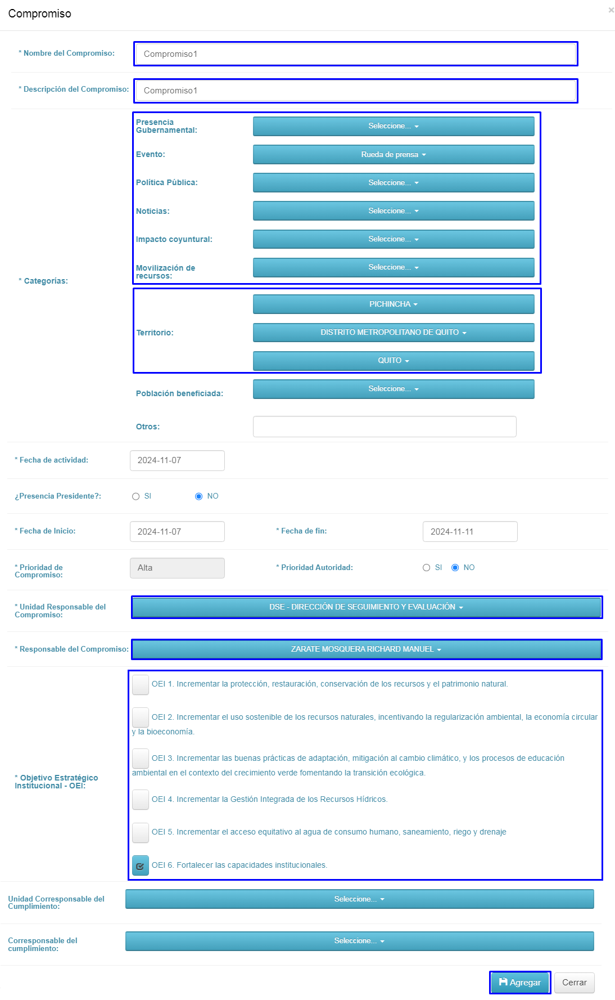 Compromiso
×
* Nombre del Compromiso:
Compromiso1
* Descripción del Compromiso:
Compromiso1
* Categorías:
Presencia
Gubernamental:
Seleccione...
Evento:
Rueda de prensa
Política Pública:
Seleccione...
Noticias:
Seleccione...
Impacto coyuntural:
Seleccione...
Movilización de
recursos:
Seleccione...
Territorio:
PICHINCHA
DISTRITO METROPOLITANO DE QUITO
QUITO
Población beneficiada:
Seleccione...
Otros:
* Fecha de actividad:
2024-11-07
¿Presencia Presidente?:
SI
NO
* Fecha de Inicio:
2024-11-07
* Fecha de fin:
2024-11-11
* Prioridad de
Compromiso:
Alta
* Prioridad Autoridad:
SI
NO
* Unidad Responsable del
Compromiso:
DSE - DIRECCIÓN DE SEGUIMIENTO Y EVALUACIÓN
* Responsable del Compromiso:
ZARATE MOSQUERA RICHARD MANUEL
* Objetivo Estratégico
Institucional - OEI:
OEI 1. Incrementar la protección, restauración, conservación de los recursos y el patrimonio natural.
OEI 2. Incrementar el uso sostenible de los recursos naturales, incentivando la regularización ambiental, la economía circular
y la bioeconomía.
OEI 3. Incrementar las buenas prácticas de adaptación, mitigación al cambio climático, y los procesos de educación
ambiental en el contexto del crecimiento verde fomentando la transición ecológica.
OEI 4. Incrementar la Gestión Integrada de los Recursos Hídricos.
OEI 5. Incrementar el acceso equitativo al agua de consumo humano, saneamiento, riego y drenaje
OEI 6. Fortalecer las capacidades institucionales.
Unidad Corresponsable del
Cumplimiento:
Seleccione...
Corresponsable del
cumplimiento:
Seleccione...
Agregar
Cerrar